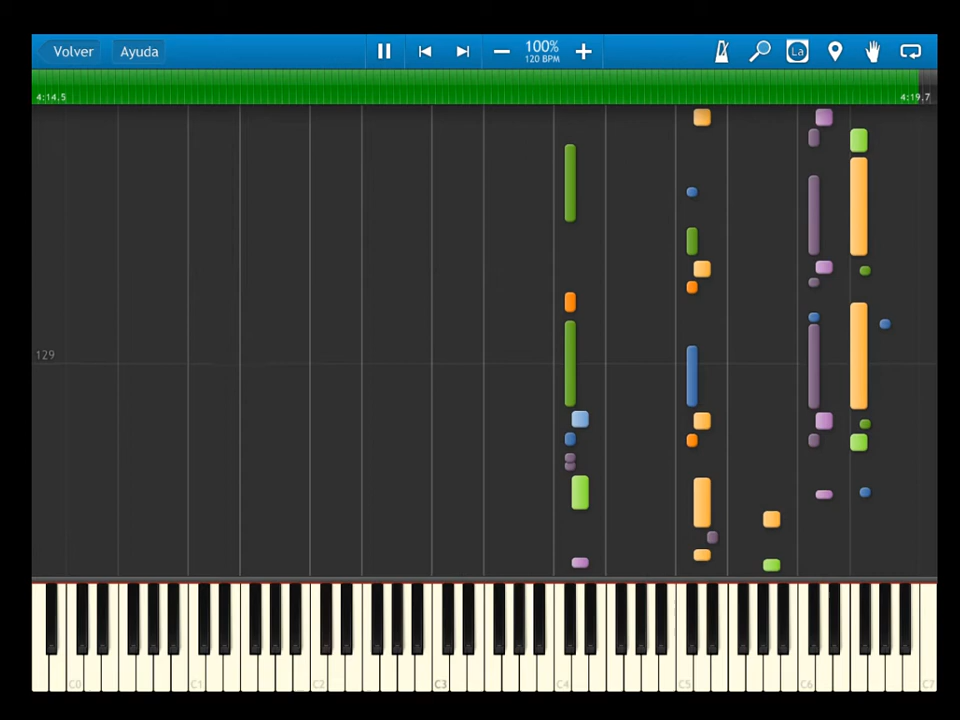 Volver
Ayuda
100%
120 BPM
La
4:14.5
4:19.7
129
C0
C1
C2
C3
C4
C5
C6
C7